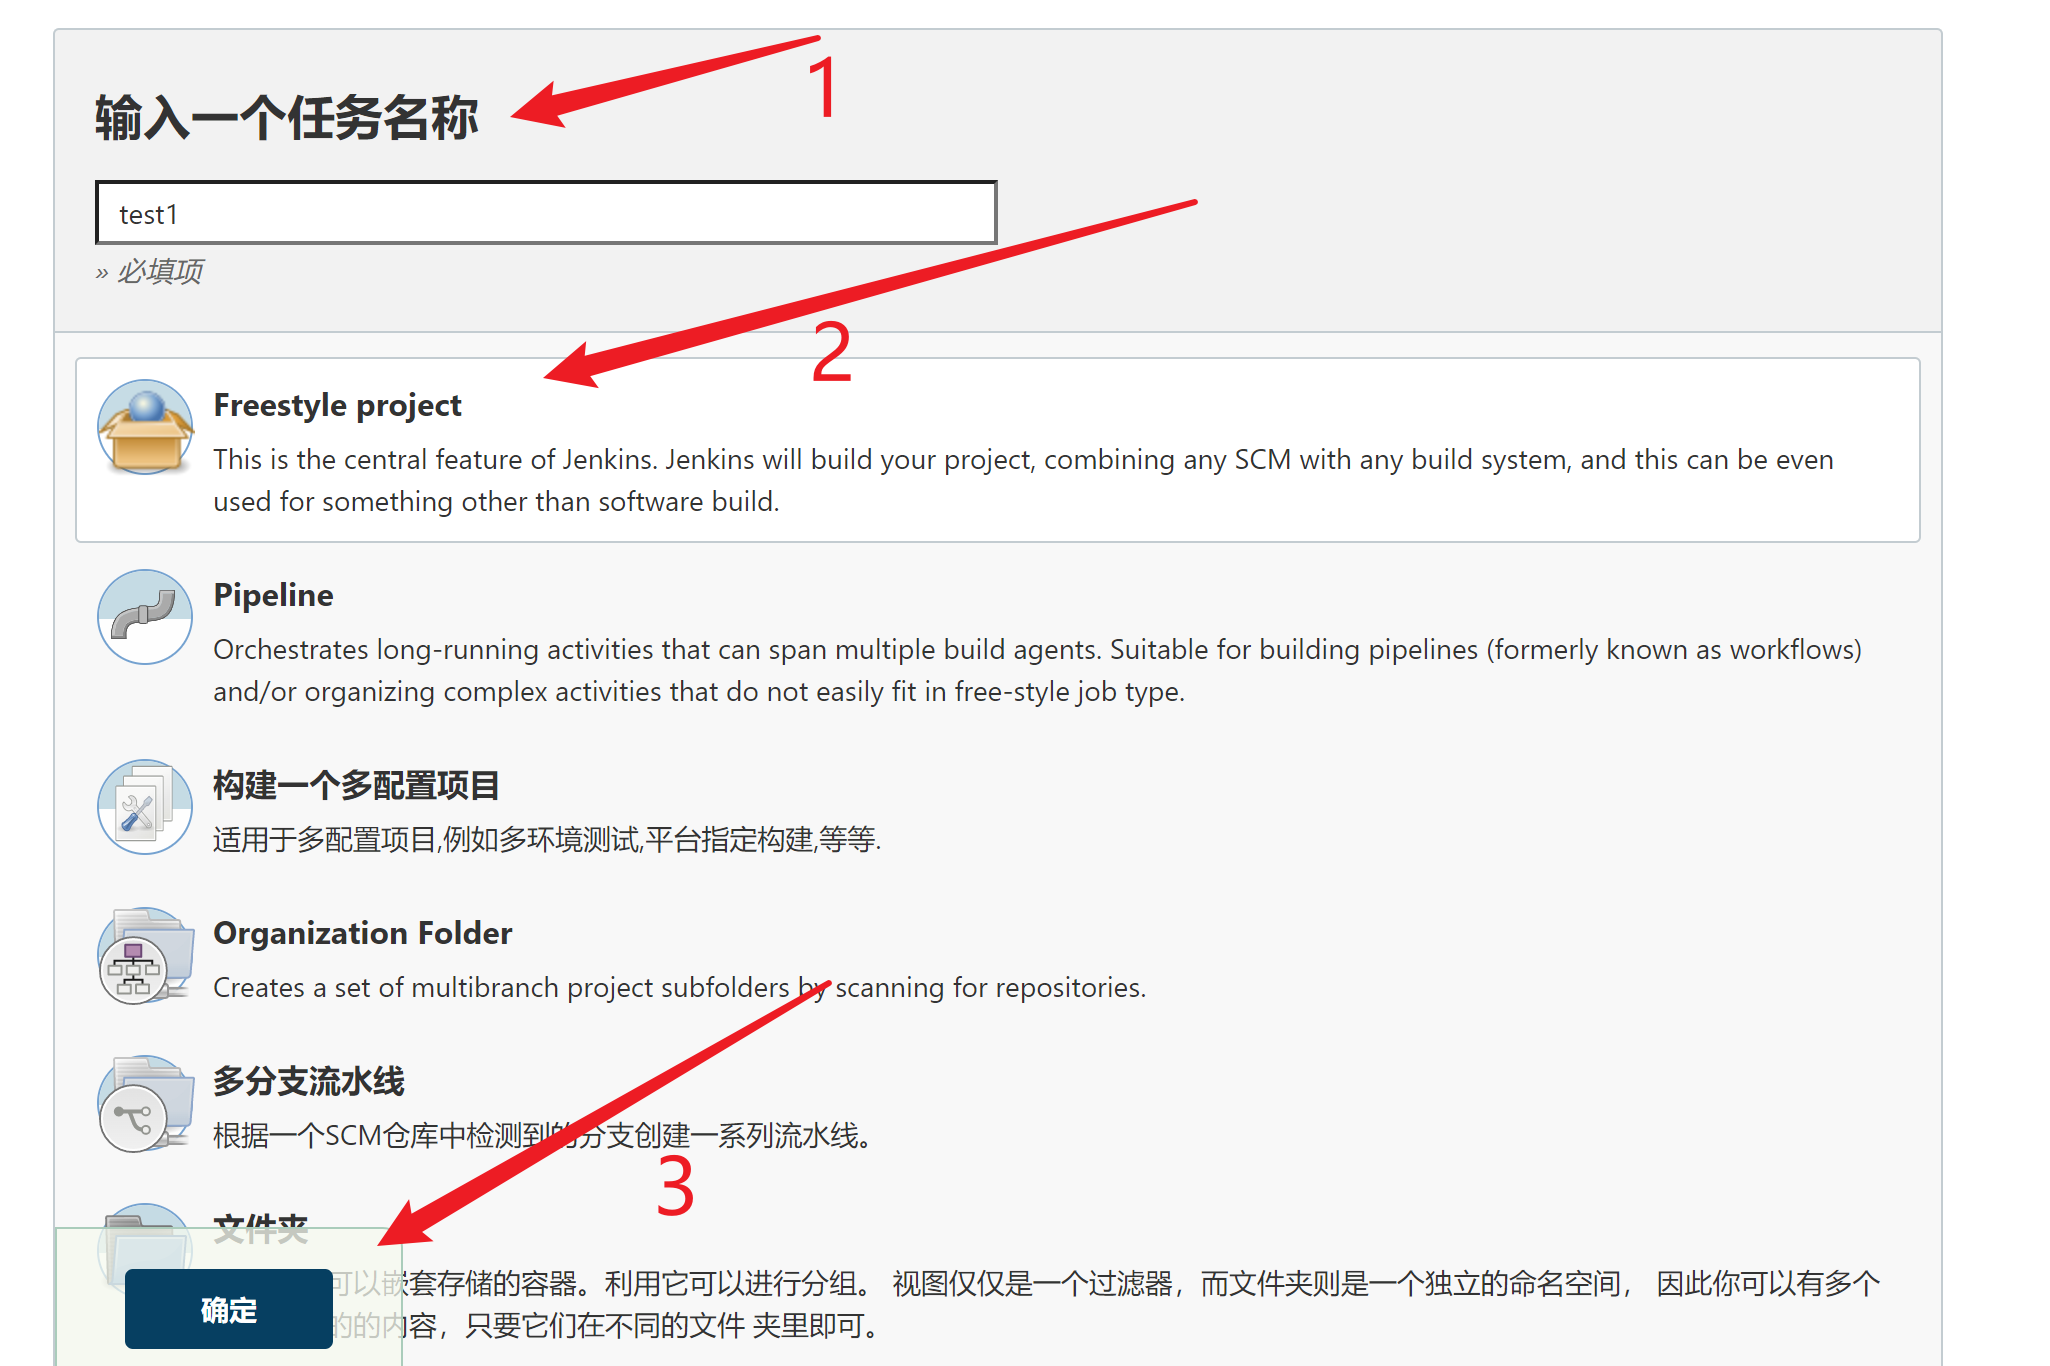 输入一个任务名称
1
test1
» 必填项
2
Freestyle project
This is the central feature of Jenkins. Jenkins will build your project, combining any SCM with any build system, and this can be even
used for something other than software build.
Pipeline
Orchestrates long-running activities that can span multiple build agents. Suitable for building pipelines (formerly known as workflows)
and/or organizing complex activities that do not easily fit in free-style job type.
构建一个多配置项目
适用于多配置项目,例如多环境测试,平台指定构建,等等.
Organization Folder
Creates a set of multibranch project subfolders by scanning for repositories.
多分支流水线
根据一个SCM仓库中检测到的分支创建一系列流水线。
3
文件夹
可以嵌套存储的容器。利用它可以进行分组。 视图仅仅是一个过滤器，而文件夹则是一个独立的命名空间， 因此你可以有多个
的的内容，只要它们在不同的文件 夹里即可。
确定